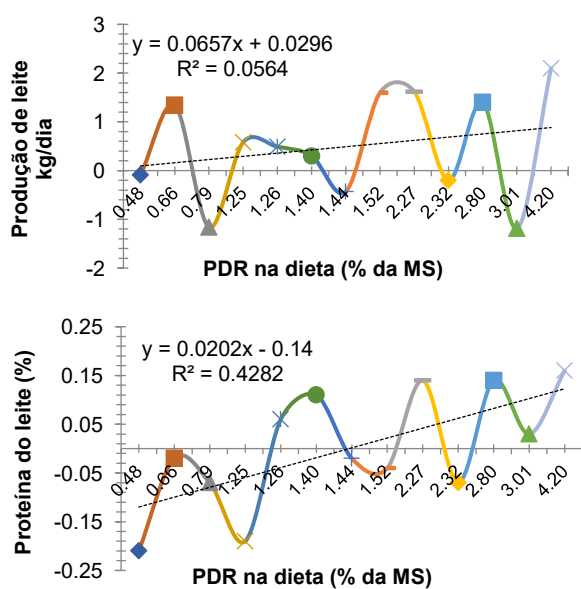 y = 0.0657x + 0.0296
R² = 0.0564
Produção de leite
kg/dia
3
2
1
0
-1
-2
0.48 0.66 0.79 1.25 1.26 1.40 1.44 1.52 2.27 2.32 2.80 3.01 4.20
PDR na dieta (% da MS)
y = 0.0202x - 0.14
R² = 0.4282
Proteína do leite (%)
0.25
0.15
0.05
-0.05
-0.15
-0.25
0.48 0.66 0.79 1.25 1.26 1.40 1.44 1.52 2.27 2.32 2.80 3.01 4.20
PDR na dieta (% da MS)